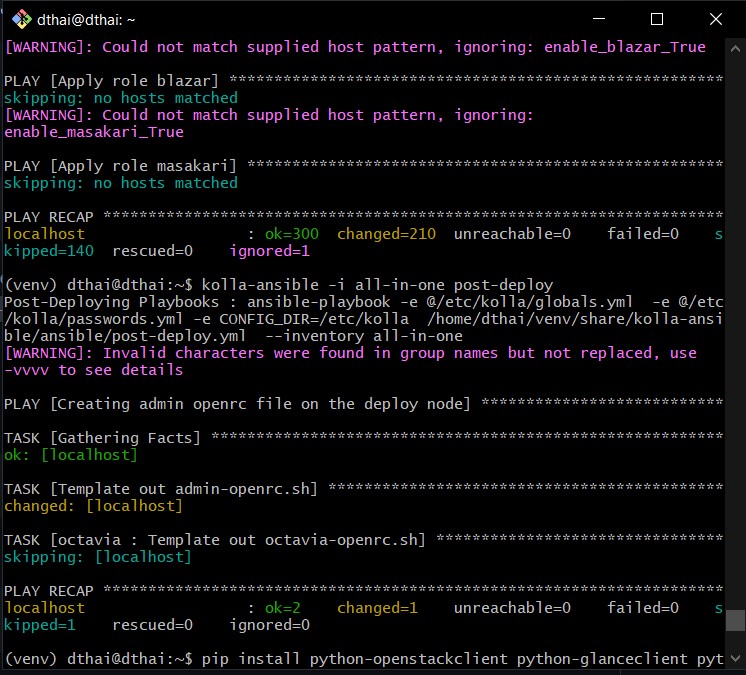 dthai@dthai: ~
[WARNING]: Could not match supplied host pattern, ignoring: enable_blazar_True
PLAY [Apply role blazar] *******************************************************
skipping: no hosts matched
[WARNING]: Could not match supplied host pattern, ignoring:
enable_masakari_True
PLAY [Apply role masakari] *****************************************************
skipping: no hosts matched
PLAY RECAP *********************************************************************
localhost                  : ok=300  changed=210  unreachable=0    failed=0    s
kipped=140  rescued=0    ignored=1
(venv) dthai@dthai:~$ kolla-ansible -i all-in-one post-deploy
Post-Deploying Playbooks : ansible-playbook -e @/etc/kolla/globals.yml  -e @/etc
/kolla/passwords.yml -e CONFIG_DIR=/etc/kolla  /home/dthai/venv/share/kolla-ansi
ble/ansible/post-deploy.yml  --inventory all-in-one
[WARNING]: Invalid characters were found in group names but not replaced, use
-vvvv to see details
PLAY [Creating admin openrc file on the deploy node] ***************************
TASK [Gathering Facts] *********************************************************
ok: [localhost]
TASK [Template out admin-openrc.sh] ********************************************
changed: [localhost]
TASK [octavia : Template out octavia-openrc.sh] ********************************
skipping: [localhost]
PLAY RECAP *********************************************************************
localhost                  : ok=2    changed=1    unreachable=0    failed=0    s
kipped=1     rescued=0    ignored=0
(venv) dthai@dthai:~$ pip install python-openstackclient python-glanceclient pyt